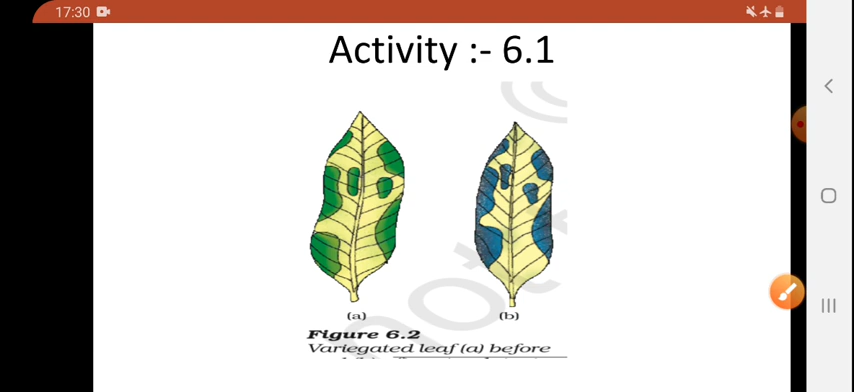 17:30
Activity :- 6.1
(a)
(b)
Figure 6.2
Variegated leaf (a) before